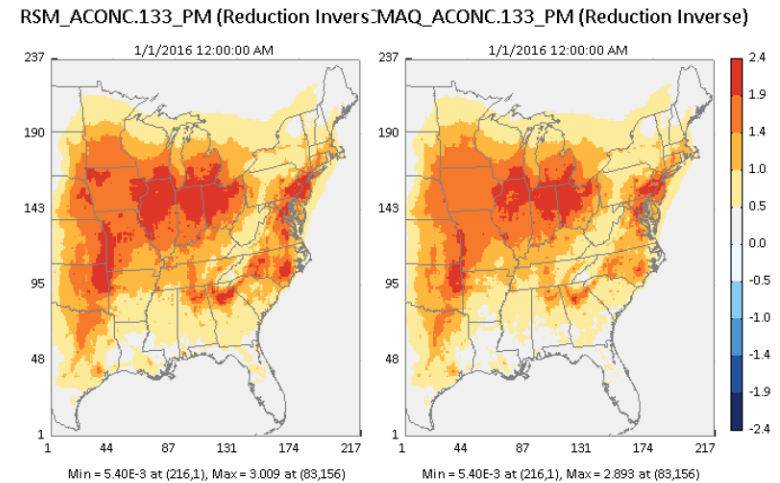 RSM_ACONC.133_PM (Reduction Invers
CMAQ_ACONC.133_PM (Reduction Inverse)
1/1/2016 12:00:00 AM
1/1/2016 12:00:00 AM
237
190
143
95
48
1
1 44 87 131 174 217
Min = 5.40E-3 at (216,1), Max = 3.009 at (83,156)
237
190
143
95
48
1
1 44 87 131 174 217
Min = 5.40E-3 at (216,1), Max = 2.893 at (83,156)
2.4
1.9
1.4
1.0
0.5
0.0
-0.5
-1.0
-1.4
-1.9
-2.4